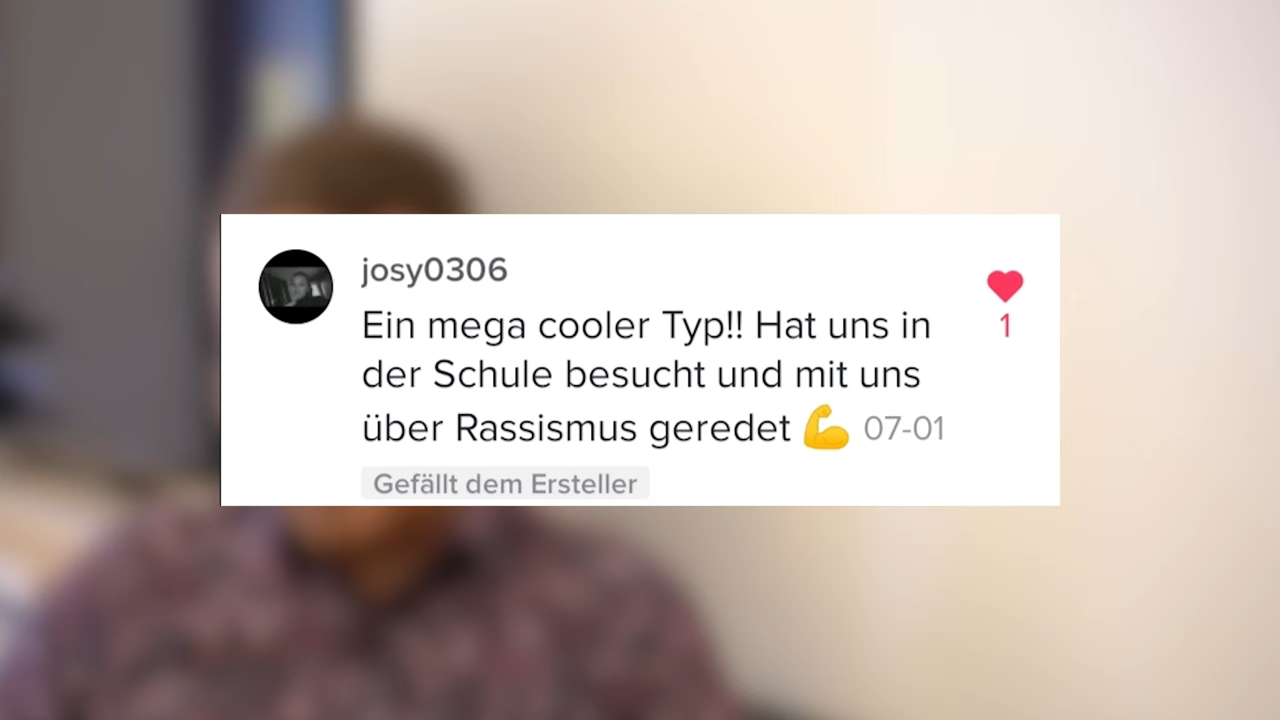 josy0306
Ein mega cooler Typ!! Hat uns in
der Schule besucht und mit uns
über Rassismus geredet 💪 07-01
1
Gefällt dem Ersteller